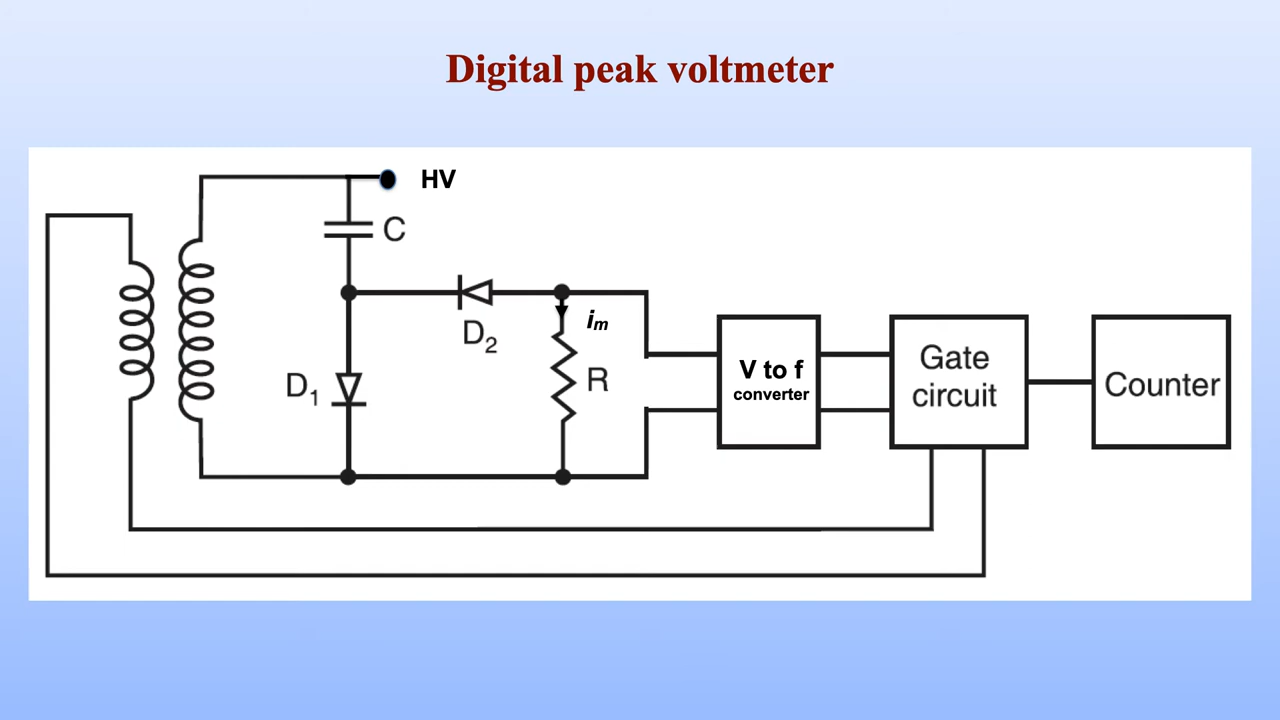 Digital peak voltmeter
HV
C
D2
im
R
D1
V to f
converter
Gate
circuit
Counter